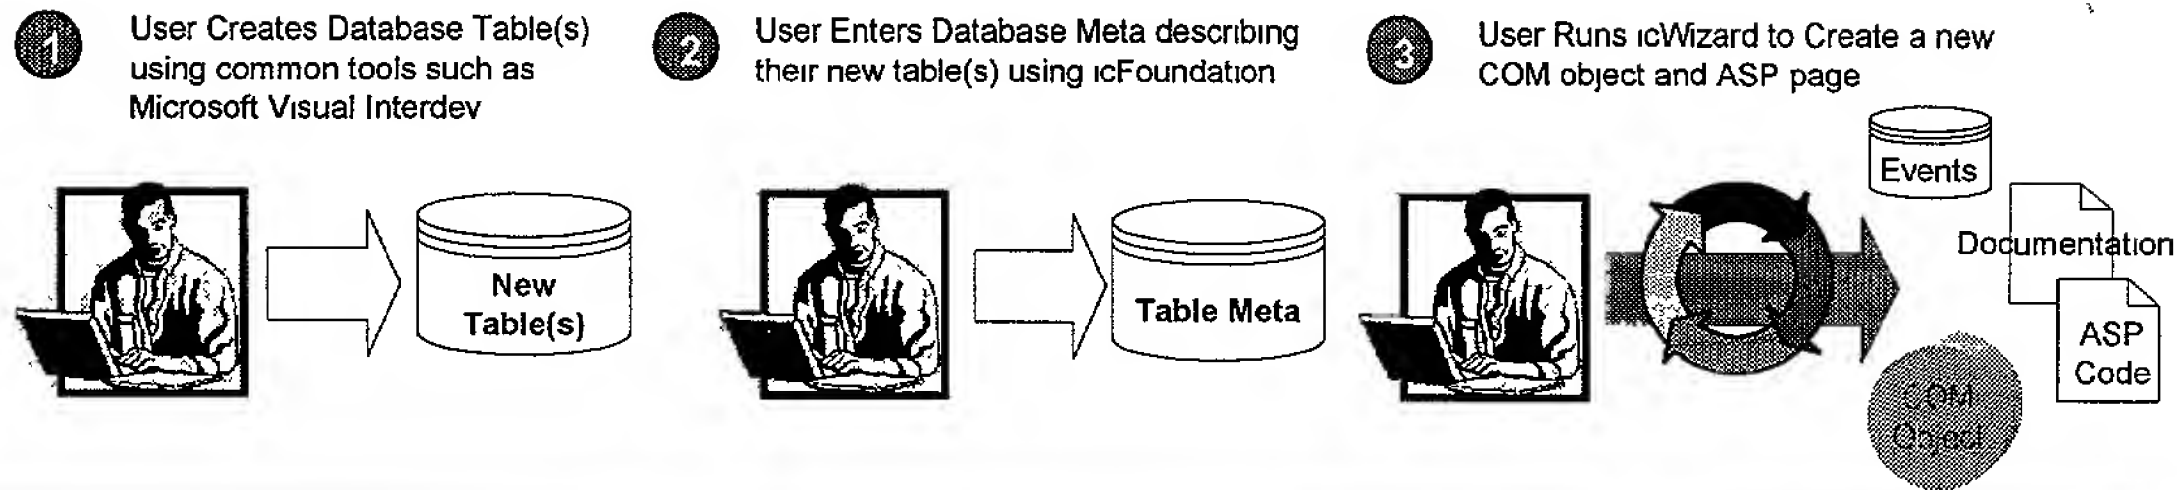 1
User Creates Database Table(s)
using common tools such as
Microsoft Visual Interdev
2
User Enters Database Meta describing
their new table(s) using icFoundation
3
User Runs icWizard to Create a new
COM object and ASP page
New
Table(s)
Table Meta
Events
Documentation
ASP
Code
COM
Object